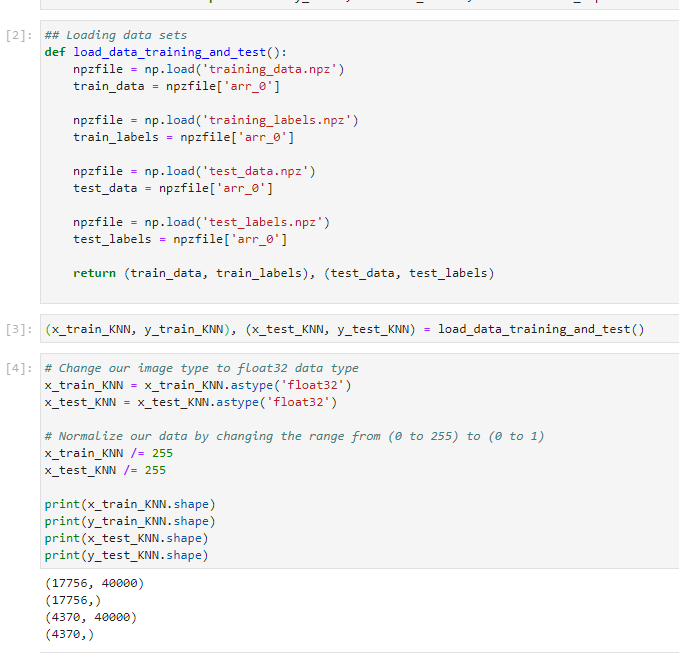 [2]: ## Loading data sets
def load_data_training_and_test():
    npzfile = np.load('training_data.npz')
    train_data = npzfile['arr_0']

    npzfile = np.load('training_labels.npz')
    train_labels = npzfile['arr_0']

    npzfile = np.load('test_data.npz')
    test_data = npzfile['arr_0']

    npzfile = np.load('test_labels.npz')
    test_labels = npzfile['arr_0']

    return (train_data, train_labels), (test_data, test_labels)

[3]: (x_train_KNN, y_train_KNN), (x_test_KNN, y_test_KNN) = load_data_training_and_test()

[4]: # Change our image type to float32 data type
x_train_KNN = x_train_KNN.astype('float32')
x_test_KNN = x_test_KNN.astype('float32')

# Normalize our data by changing the range from (0 to 255) to (0 to 1)
x_train_KNN /= 255
x_test_KNN /= 255

print(x_train_KNN.shape)
print(y_train_KNN.shape)
print(x_test_KNN.shape)
print(y_test_KNN.shape)

(17756, 40000)
(17756,)
(4370, 40000)
(4370,)